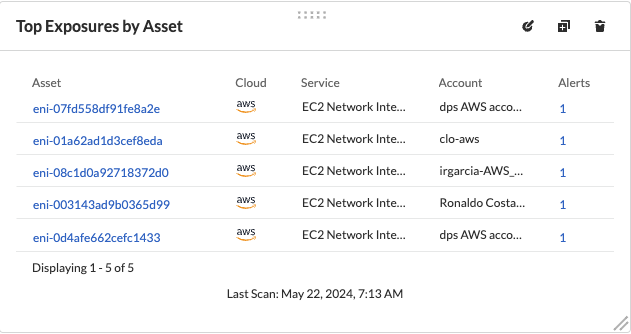 Top Exposures by Asset
Asset Cloud Service Account Alerts
eni-07fd558df91fe8a2e aws EC2 Network Inte... dps AWS acco... 1
eni-01a62ad1d3cef8eda aws EC2 Network Inte... clo-aws 1
eni-08c1d0a92718372d0 aws EC2 Network Inte... irgarcia-AWS_... 1
eni-003143ad9b0365d99 aws EC2 Network Inte... Ronaldo Costa... 1
eni-0d4afe662cefc1433 aws EC2 Network Inte... dps AWS acco... 1
Displaying 1 - 5 of 5
Last Scan: May 22, 2024, 7:13 AM